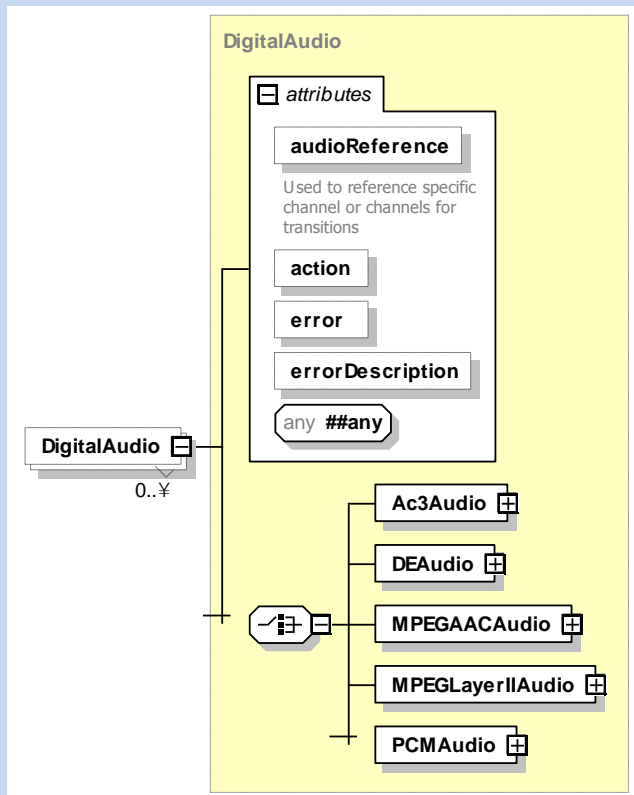 DigitalAudio
attributes
audioReference
Used to reference specific
channel or channels for
transitions
action
error
errorDescription
any ##any
DigitalAudio
0..¥
Ac3Audio
DEAudio
MPEGAACAudio
MPEGLayerIIAudio
PCMAudio